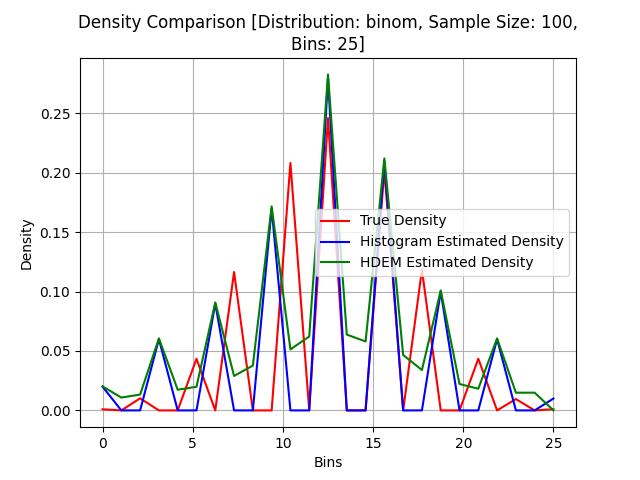 Density Comparison [Distribution: binom, Sample Size: 100,
Bins: 25]
Density
0.25
0.20
0.15
0.10
0.05
0.00
True Density
Histogram Estimated Density
HDEM Estimated Density
0 5 10 15 20 25
Bins